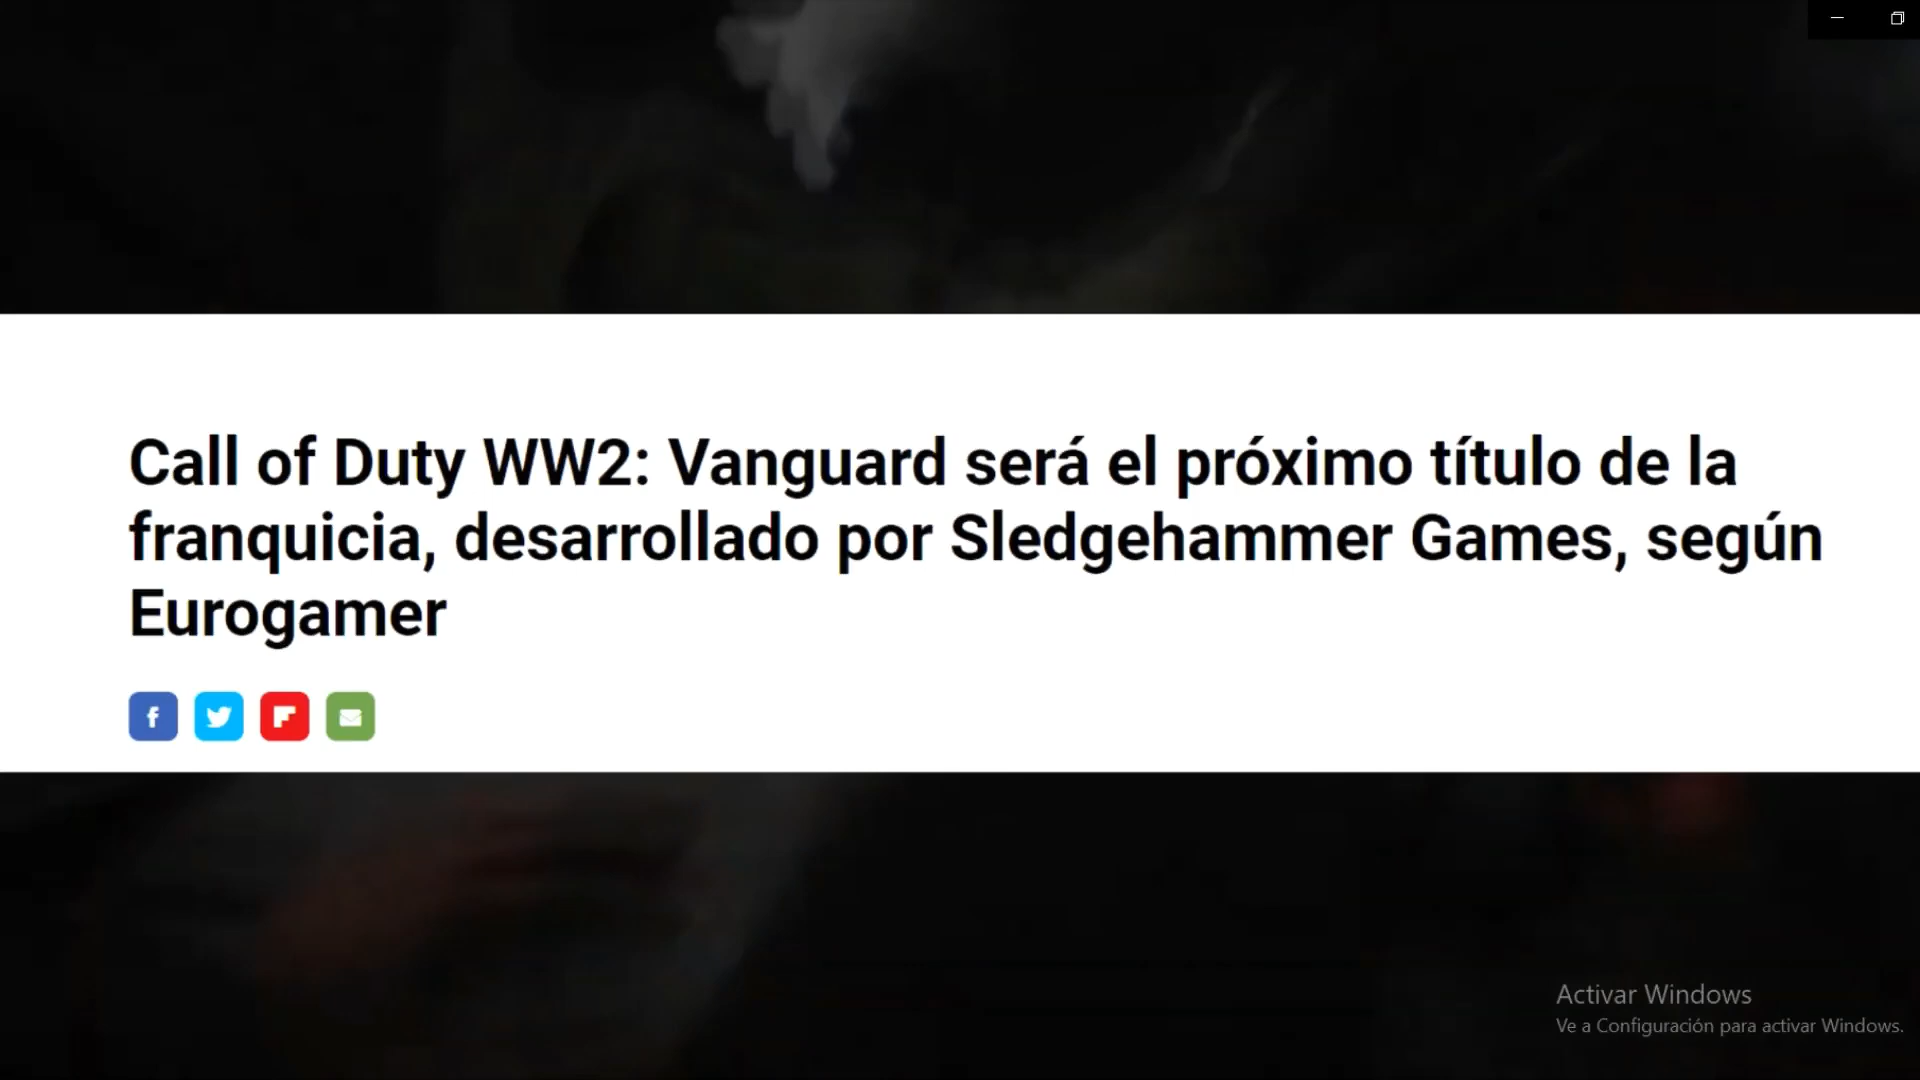 Call of Duty WW2: Vanguard será el próximo título de la
franquicia, desarrollado por Sledgehammer Games, según
Eurogamer
Activar Windows
Ve a Configuración para activar Windows.